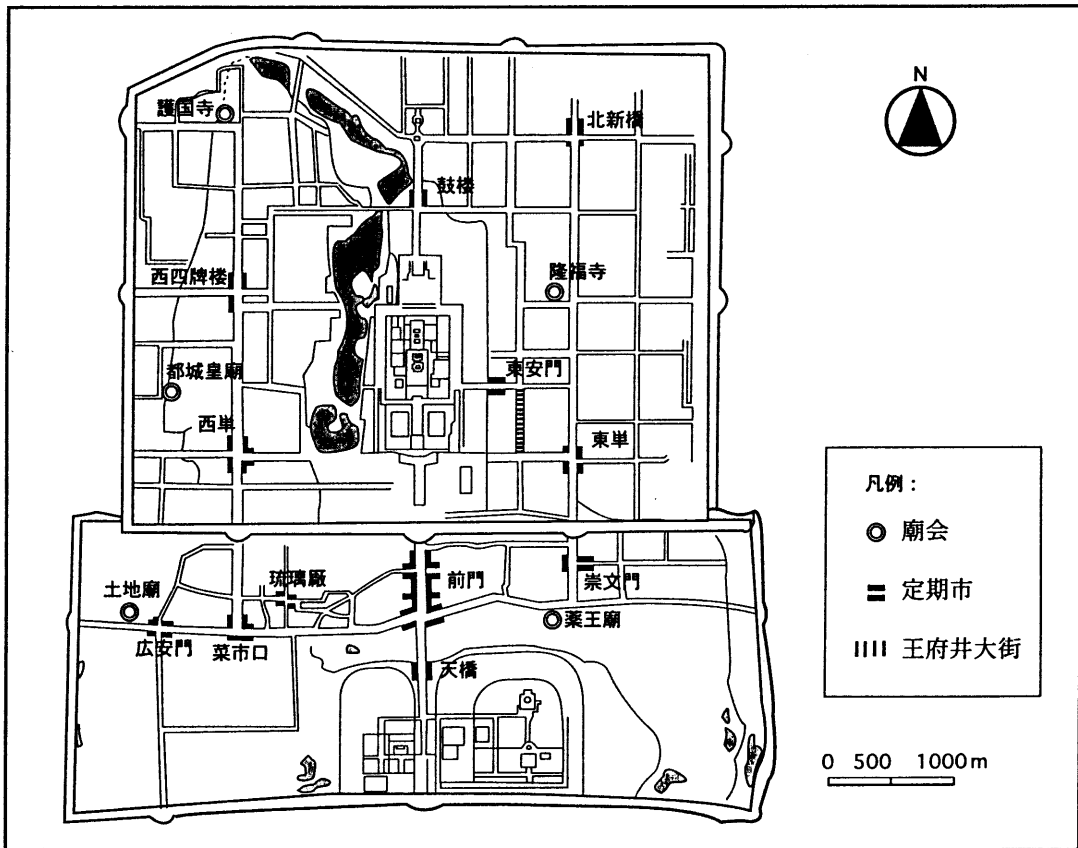 N
護国寺
北新橋
鼓楼
西四牌楼
隆福寺
都城皇廟
東安門
西単
東単
凡例：
廟会
定期市
王府井大街
土地廟
琉璃厰
前門
崇文門
広安門
菜市口
薬王廟
天橋
0 500 1000m